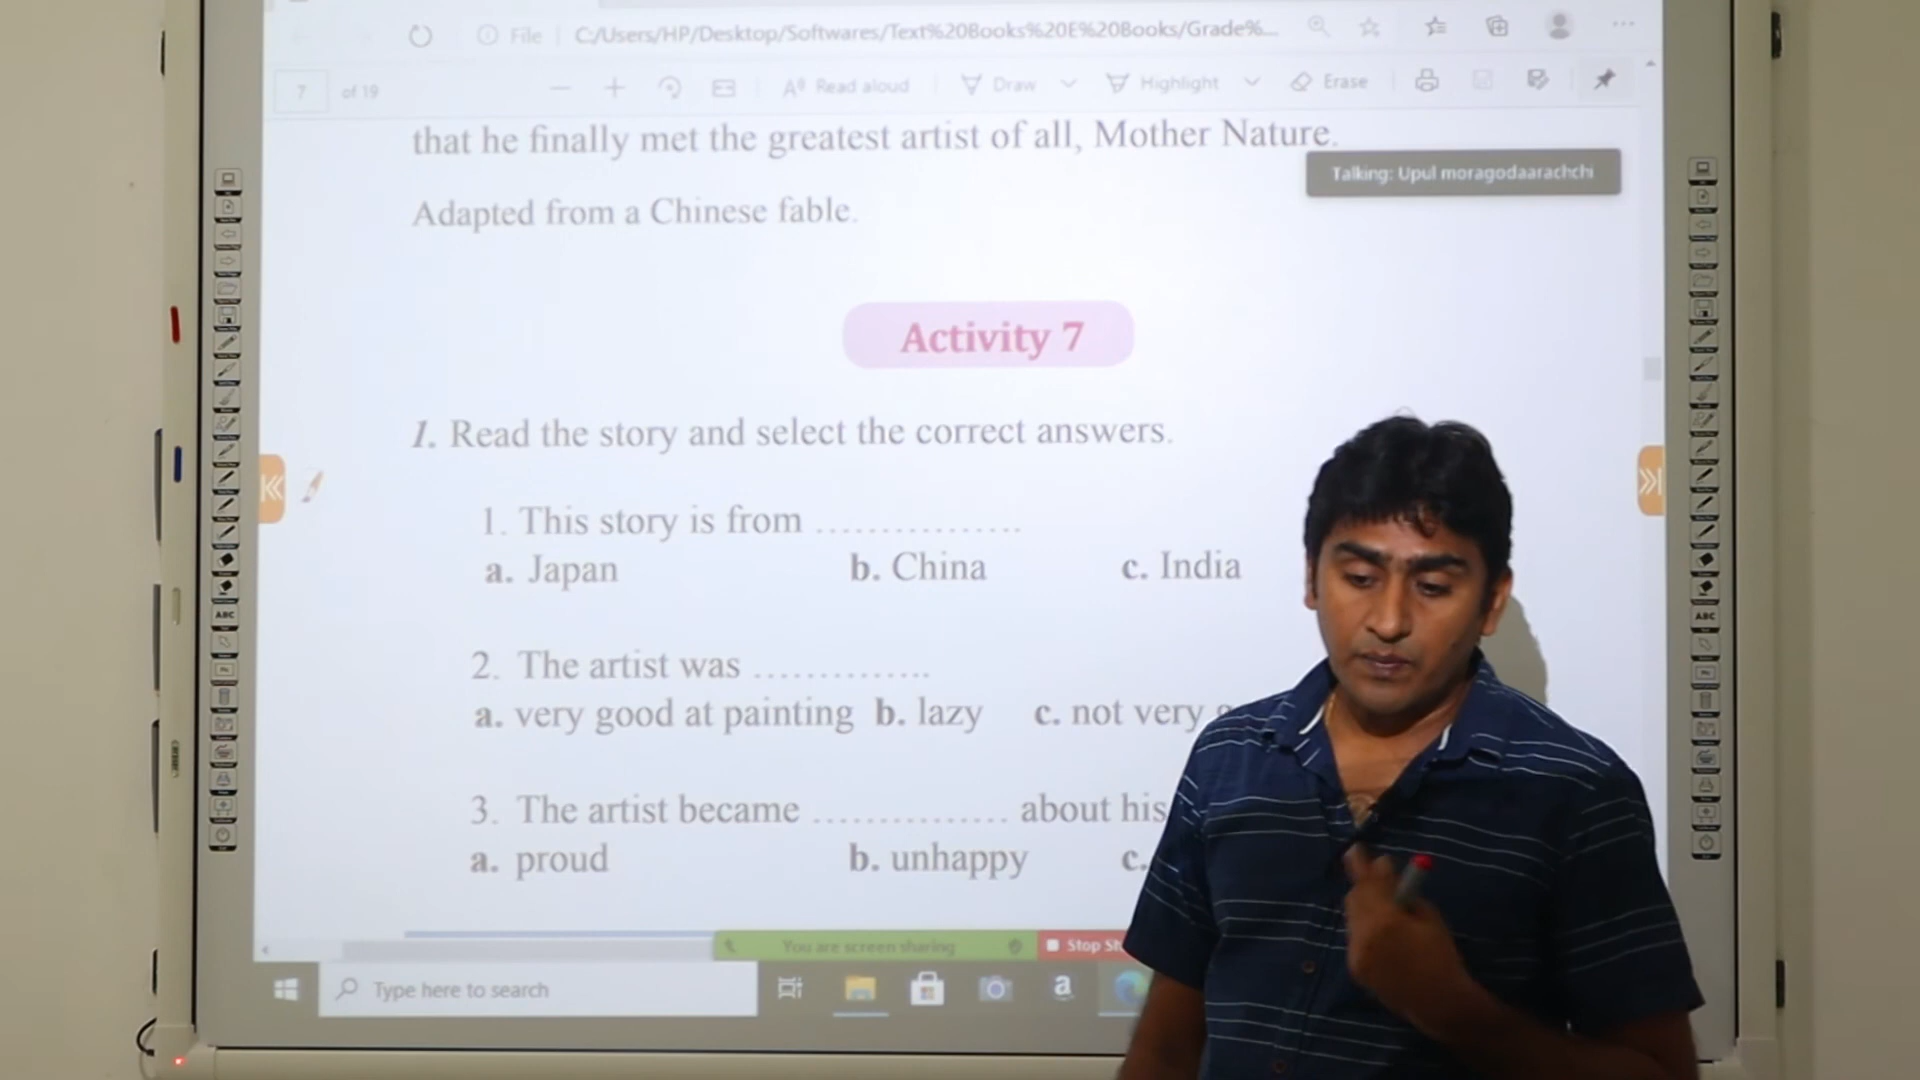 File C:/Users/HP/Desktop/Softwares/Text%20Books%20E%20Books/Grade%...
7 of 19 Read aloud Draw Highlight Erase
that he finally met the greatest artist of all, Mother Nature.
Talking: Upul moragodaarachchi
Adapted from a Chinese fable.
Activity 7
1. Read the story and select the correct answers.
1. This story is from ................
a. Japan b. China c. India
2. The artist was ..............
a. very good at painting b. lazy c. not very
3. The artist became ............... about his
a. proud b. unhappy c.
You are screen sharing Stop Sh
Type here to search
ABC
ABC